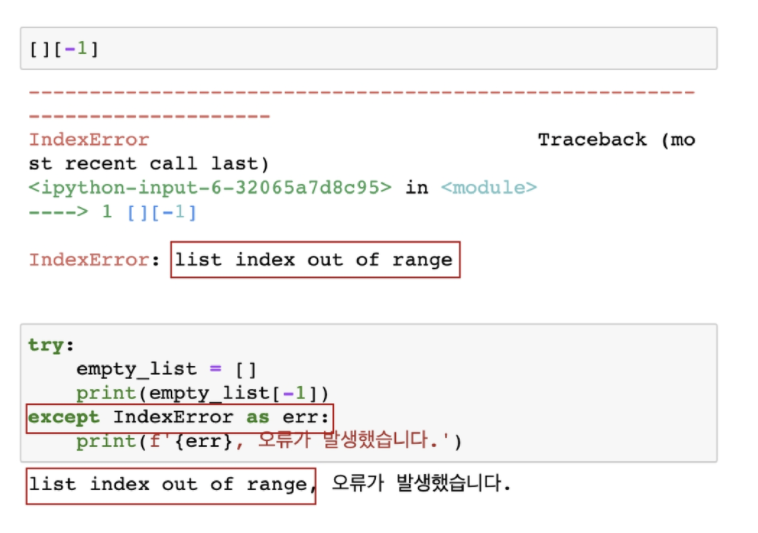 [][-1]
-------------------------------------------------------
--------------------
IndexError                                Traceback (mo
st recent call last)
<ipython-input-6-32065a7d8c95> in <module>
----> 1 [][-1]
IndexError: list index out of range
try:
    empty_list = []
    print(empty_list[-1])
except IndexError as err:
    print(f'{err}, 오류가 발생했습니다.')
list index out of range, 오류가 발생했습니다.